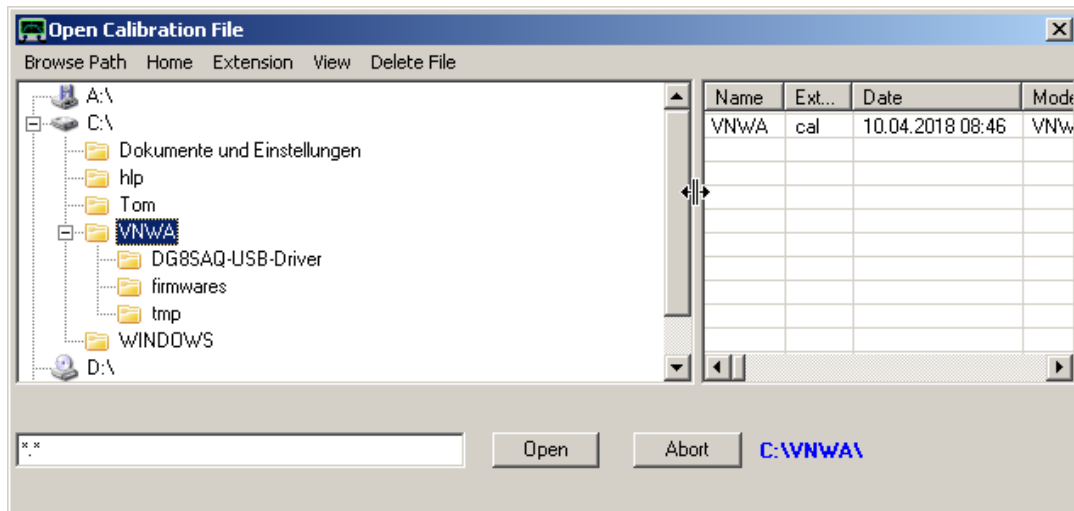 Open Calibration File
Browse Path Home Extension View Delete File
A:\
C:\
Dokumente und Einstellungen
hlp
Tom
VNWA
DG8SAQ-USB-Driver
firmwares
tmp
WINDOWS
D:\
Name Ext... Date Mode
VNWA cal 10.04.2018 08:46 VNW
*.*
Open Abort C:\VNWA\